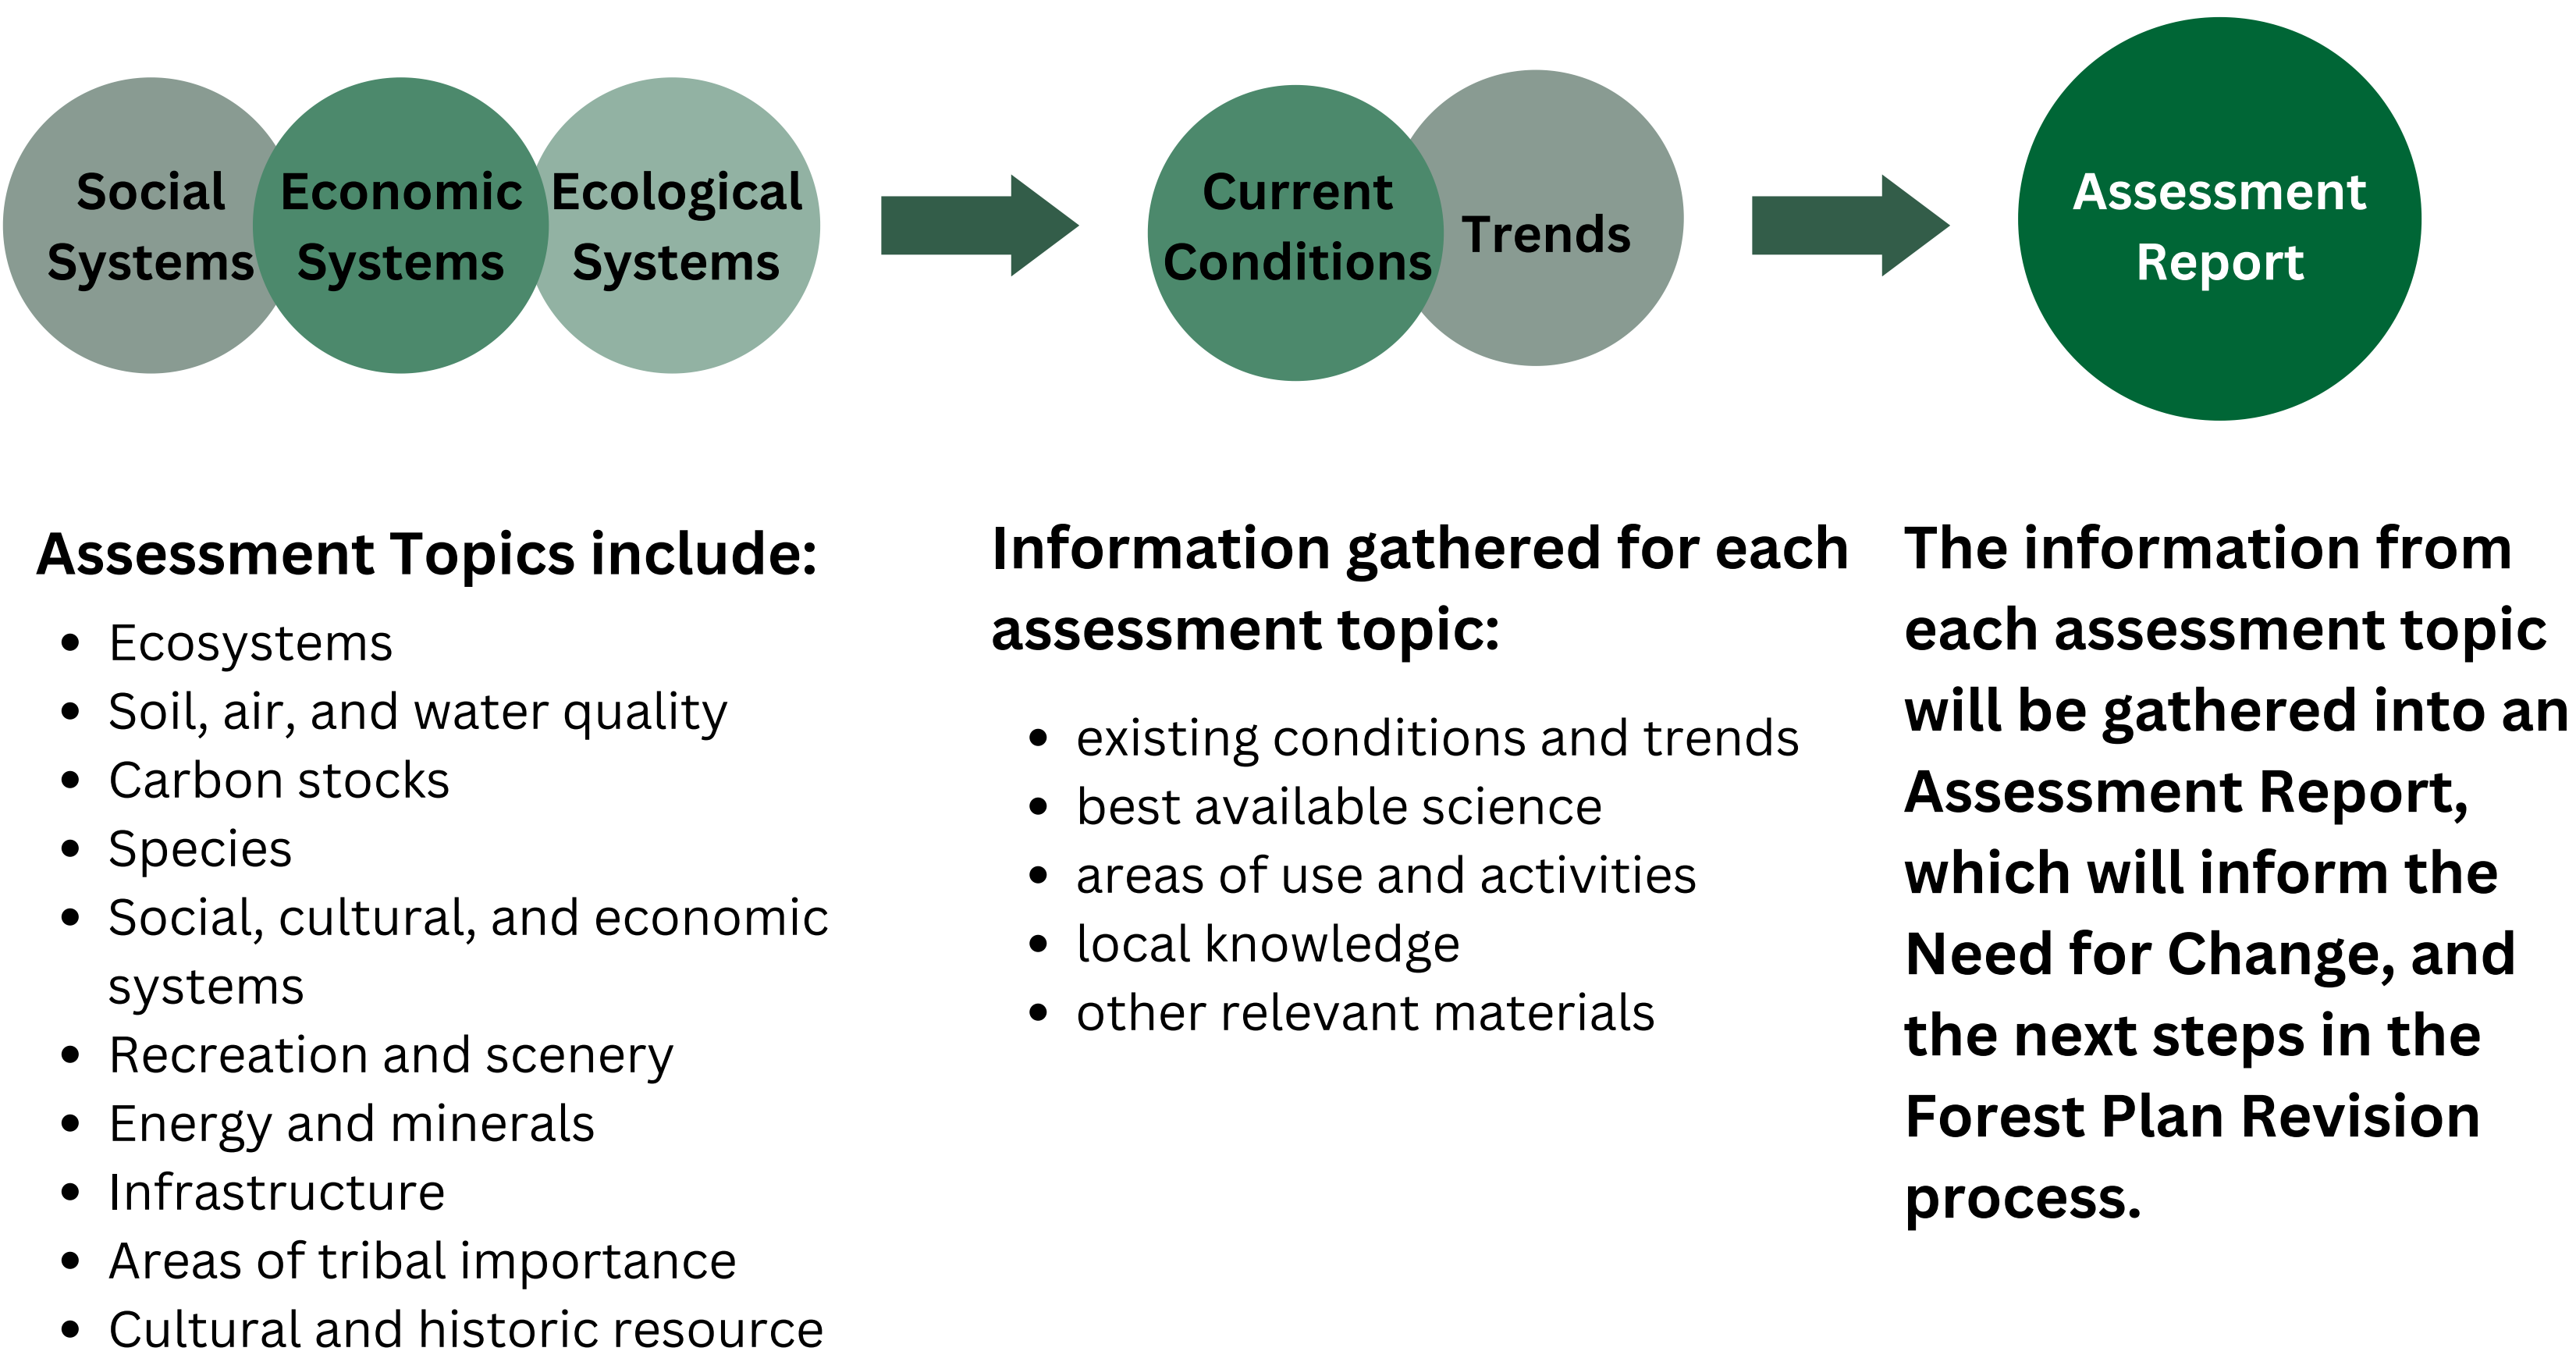 Social
Systems
Economic
Systems
Ecological
Systems
Current
Conditions
Trends
Assessment
Report
Assessment Topics include:
• Ecosystems
• Soil, air, and water quality
• Carbon stocks
• Species
• Social, cultural, and economic
systems
• Recreation and scenery
• Energy and minerals
• Infrastructure
• Areas of tribal importance
• Cultural and historic resource
Information gathered for each
assessment topic:
• existing conditions and trends
• best available science
• areas of use and activities
• local knowledge
• other relevant materials
The information from
each assessment topic
will be gathered into an
Assessment Report,
which will inform the
Need for Change, and
the next steps in the
Forest Plan Revision
process.